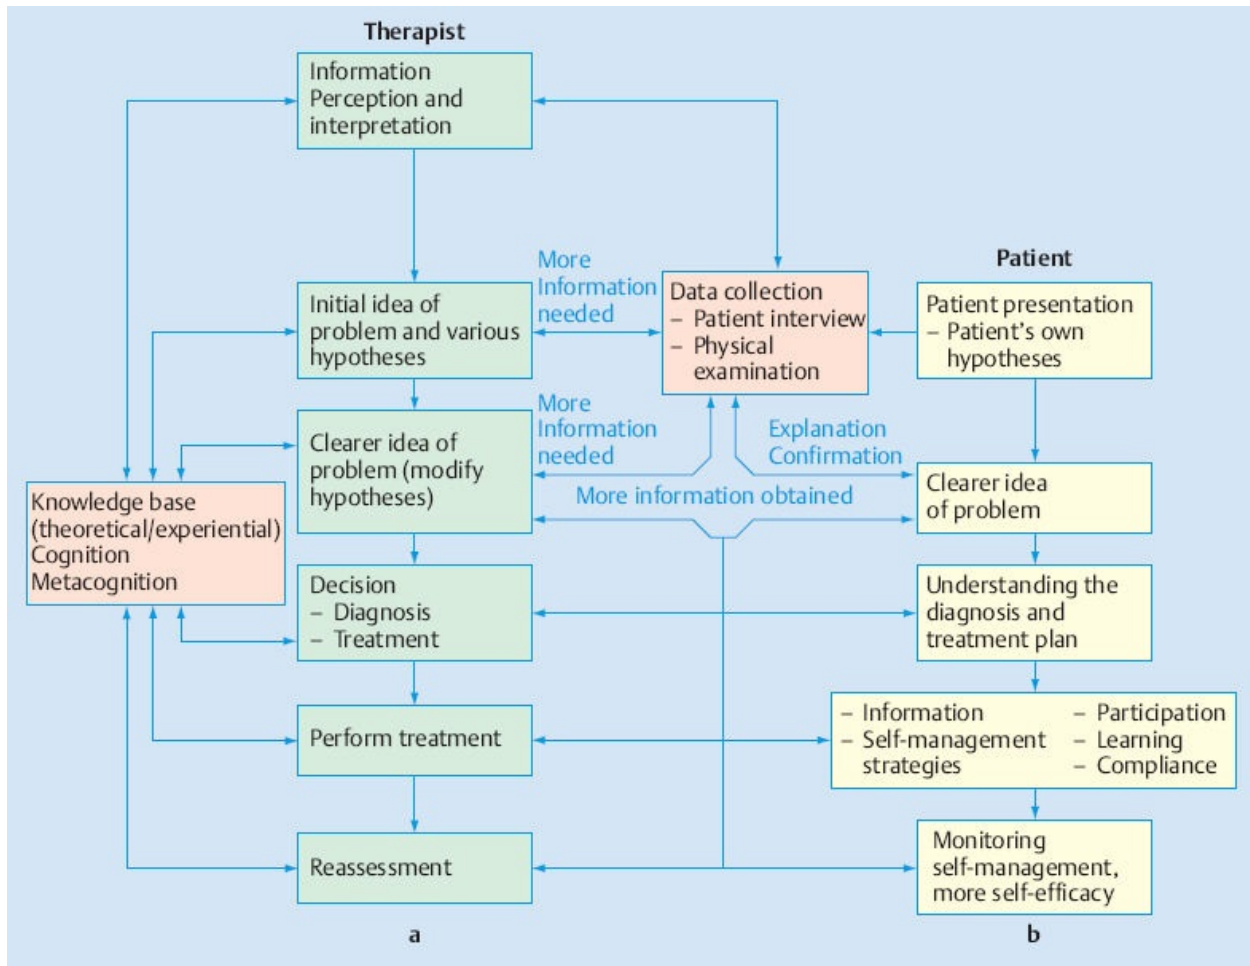 Therapist
Information
Perception and
interpretation
More
Information
needed
Patient
Initial idea of
problem and various
hypotheses
Data collection
– Patient interview
– Physical
examination
Patient presentation
– Patient's own
hypotheses
More
Information
needed
Explanation
Confirmation
Clearer idea of
problem (modify
hypotheses)
More information obtained
Clearer idea
of problem
Knowledge base
(theoretical/experiential)
Cognition
Metacognition
Decision
– Diagnosis
– Treatment
Understanding the
diagnosis and
treatment plan
Perform treatment
– Information
– Self-management
strategies
– Participation
– Learning
– Compliance
Reassessment
Monitoring
self-management,
more self-efficacy
a
b